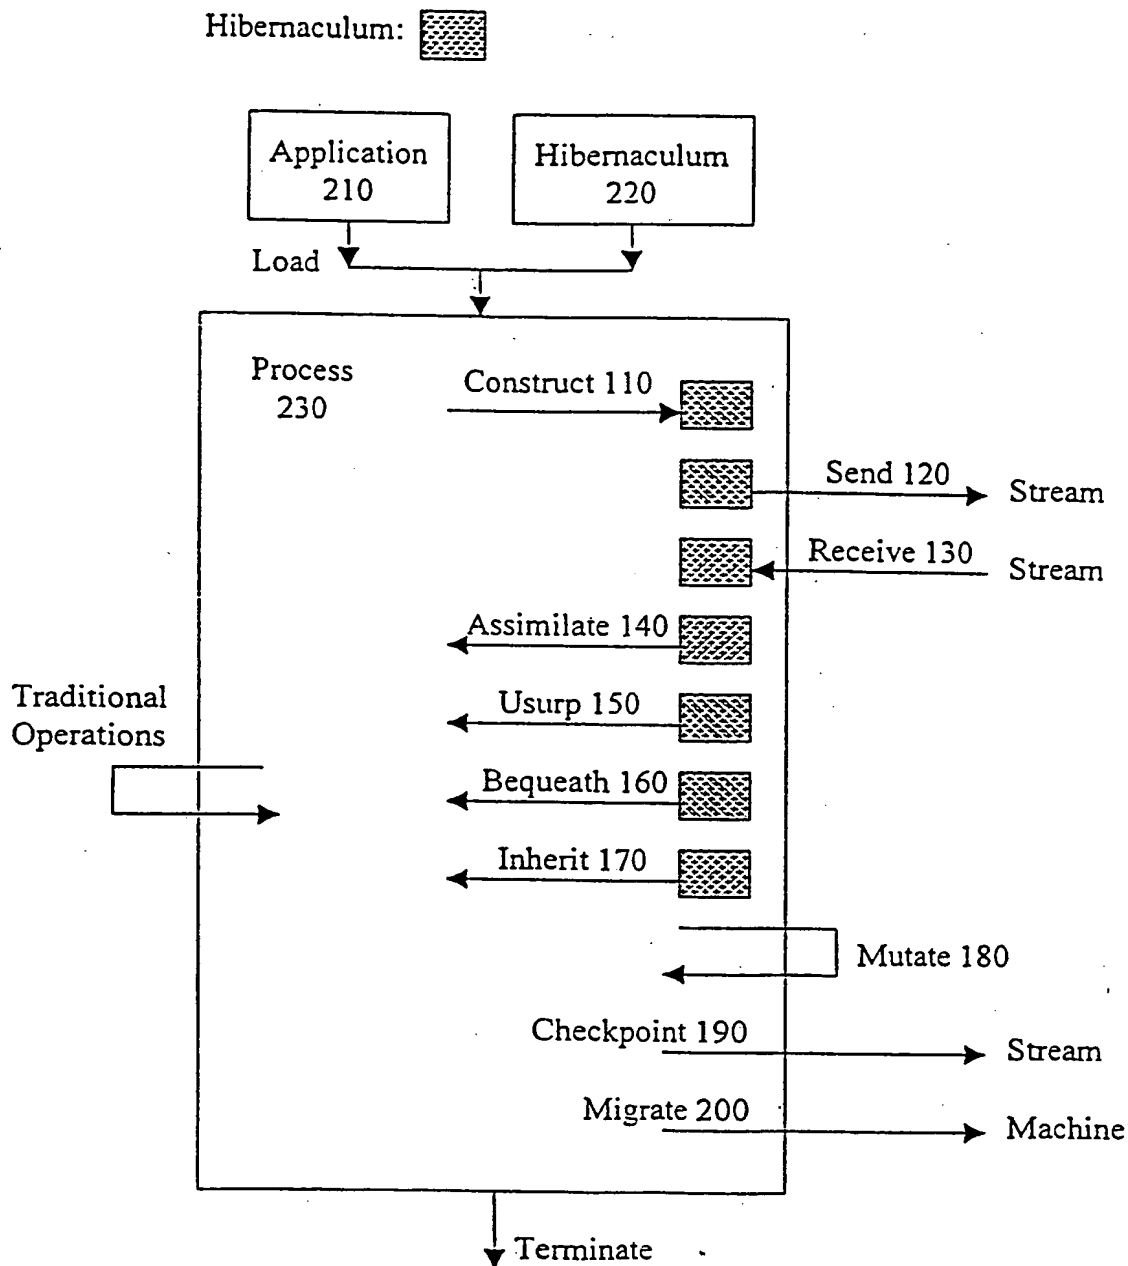 Hibernaculum:
Application
210
Hibernaculum
220
Load
Process
230
Construct 110
Send 120
Stream
Receive 130
Stream
Assimilate 140
Usurp 150
Traditional
Operations
Bequeath 160
Inherit 170
Mutate 180
Checkpoint 190
Stream
Migrate 200
Machine
Terminate